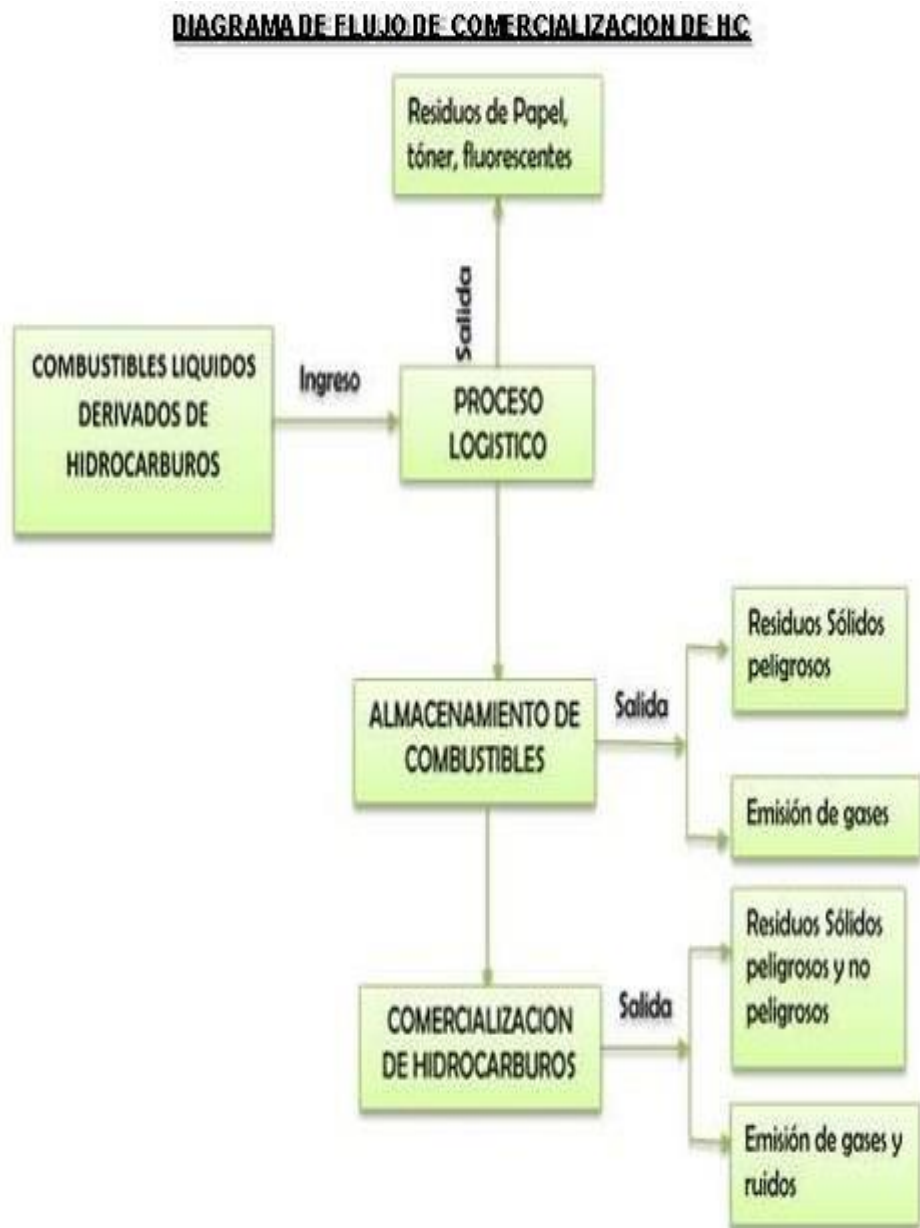 DIAGRAMA DE FLUJO DE COMERCIALIZACION DE HC
Residuos de Papel,
tóner, fluorescentes
Salida
COMBUSTIBLES LIQUIDOS
DERIVADOS DE
HIDROCARBUROS
Ingreso
PROCESO
LOGISTICO
Residuos Sólidos
peligrosos
ALMACENAMIENTO DE
COMBUSTIBLES
Salida
Emisión de gases
Residuos Sólidos
peligrosos y no
peligrosos
COMERCIALIZACION
DE HIDROCARBUROS
Salida
Emisión de gases y
ruidos